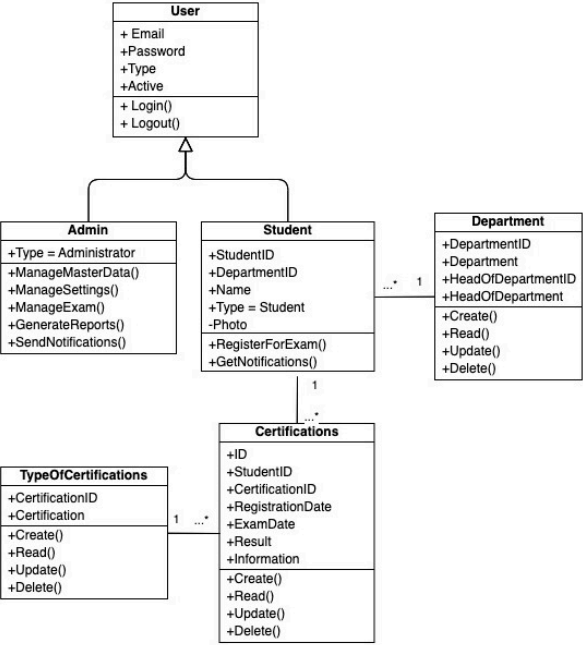 User
+ Email
+Password
+Type
+Active
+ Login()
+ Logout()
Admin
+Type = Administrator
+ManageMasterData()
+ManageSettings()
+ManageExam()
+GenerateReports()
+SendNotifications()
Student
+StudentID
+DepartmentID
+Name
+Type = Student
-Photo
+RegisterForExam()
+GetNotifications()
...* 1
Department
+DepartmentID
+Department
+HeadOfDepartmentID
+HeadOfDepartment
+Create()
+Read()
+Update()
+Delete()
1
...*
Certifications
+ID
+StudentID
+CertificationID
+RegistrationDate
+ExamDate
+Result
+Information
+Create()
+Read()
+Update()
+Delete()
TypeOfCertifications
+CertificationID
+Certification
+Create()
+Read()
+Update()
+Delete()
1 ...*